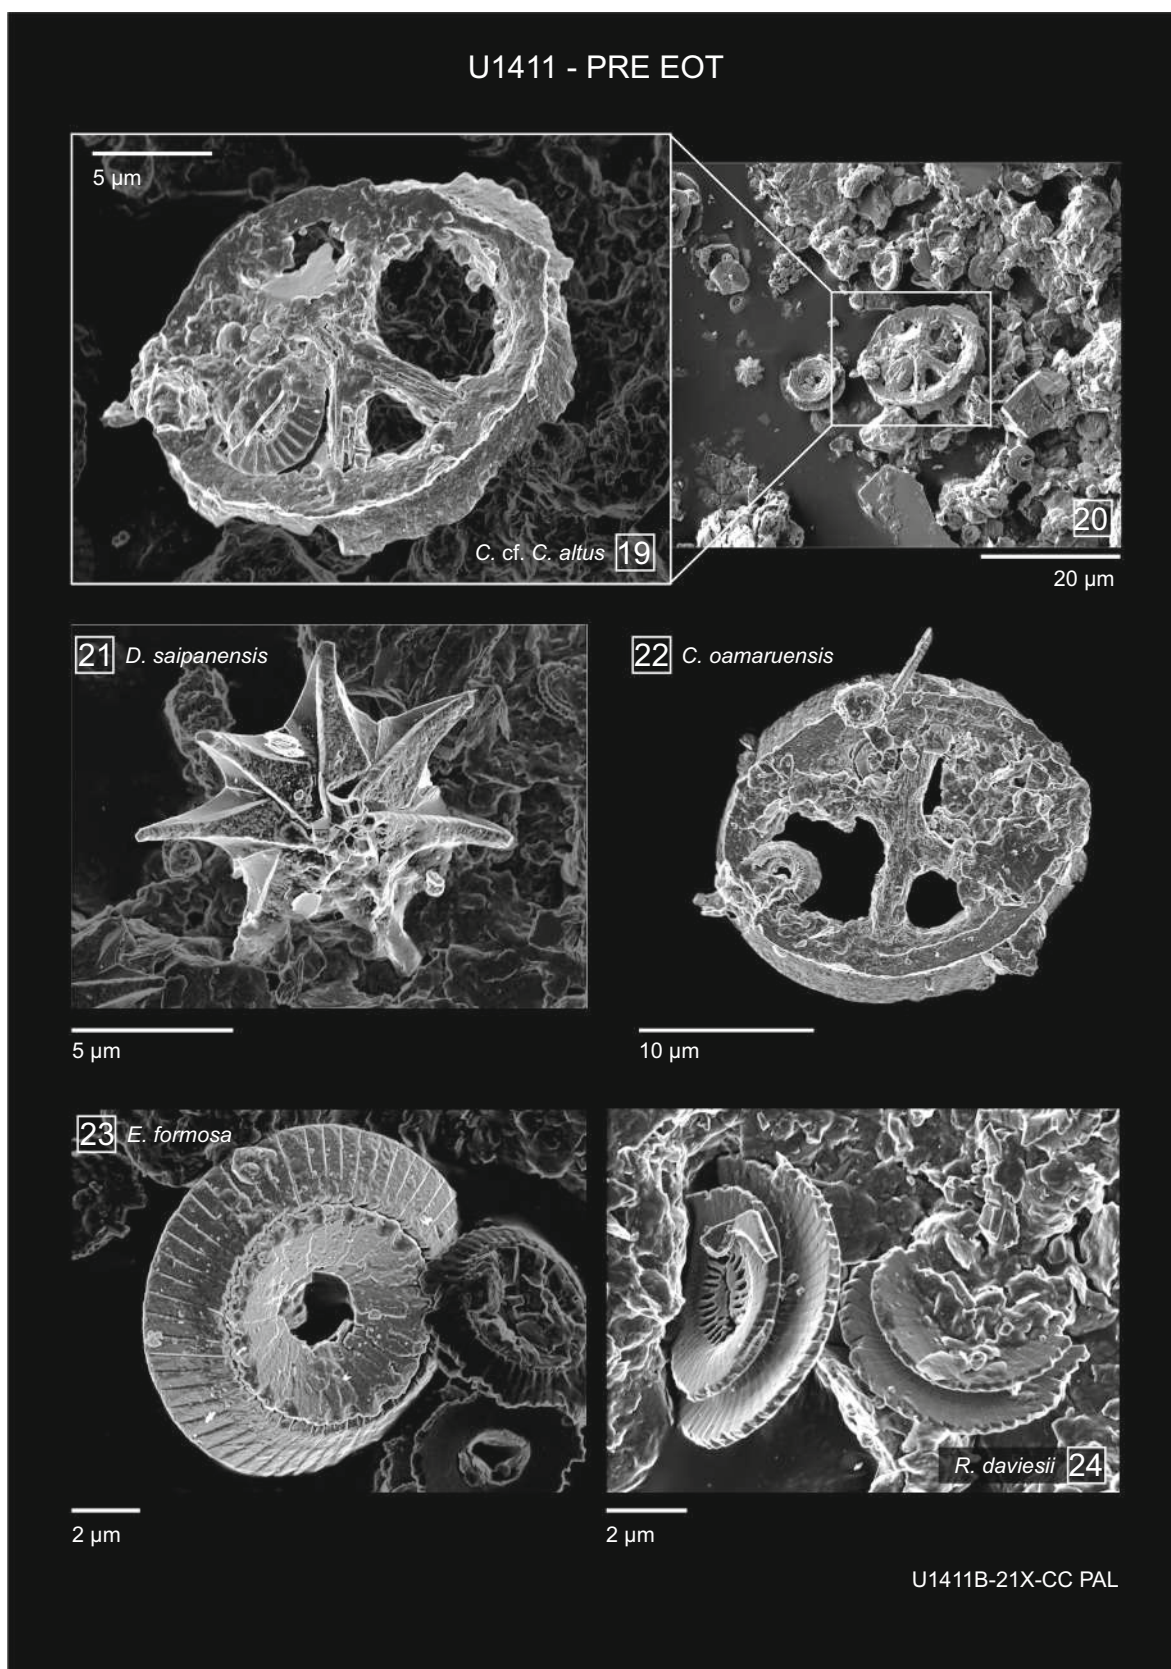 U1411 - PRE EOT
5 µm
C. cf. C. altus 19
20
20 µm
21 D. saipanensis
22 C. oamaruensis
5 µm
10 µm
23 E. formosa
R. daviesii 24
2 µm
2 µm
U1411B-21X-CC PAL